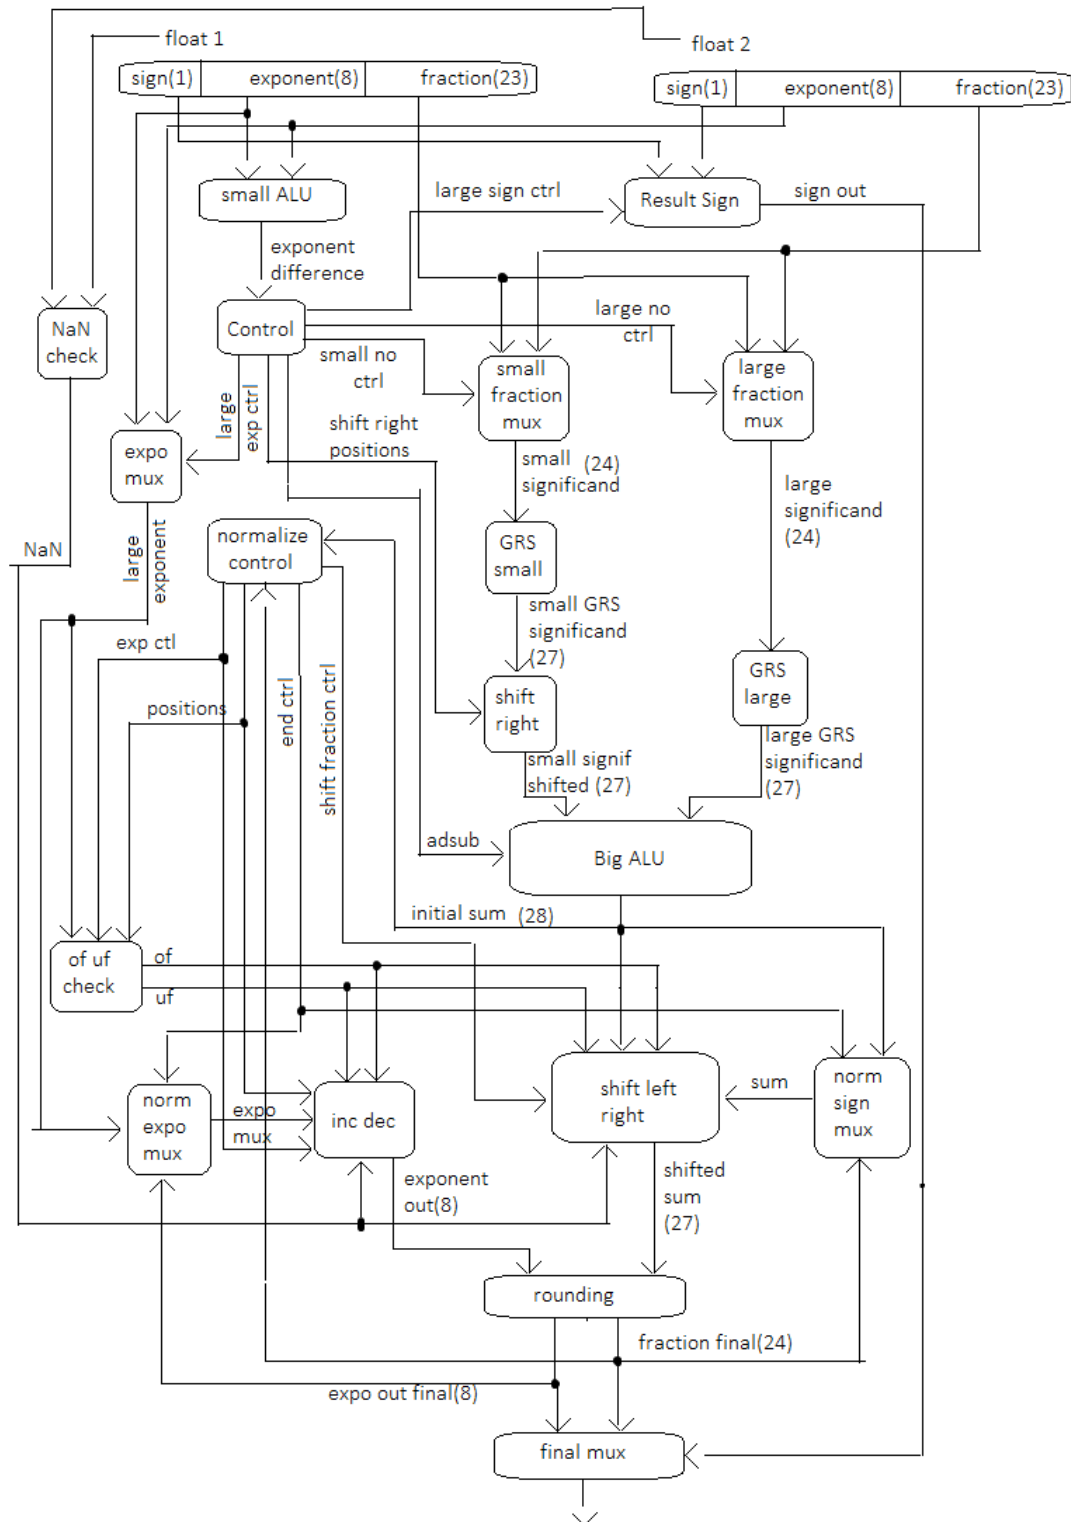 float 1
float 2
sign(1)
exponent(8)
fraction(23)
sign(1)
exponent(8)
fraction(23)
small ALU
large sign ctrl
Result Sign
sign out
exponent
difference
NaN
check
Control
large no
ctrl
small no
ctrl
small
fraction
mux
large
fraction
mux
large
exp ctrl
shift right
positions
expo
mux
small (24)
significand
large
significand
(24)
NaN
large
exponent
normalize
control
GRS
small
small GRS
significand
(27)
exp ctl
GRS
large
positions
end ctrl
shift fraction ctrl
shift
right
large GRS
significand
(27)
small signif
shifted (27)
adsub
Big ALU
initial sum (28)
of uf
check
of
uf
norm
expo
mux
expo
mux
inc dec
shift left
right
sum
norm
sign
mux
exponent
out(8)
shifted
sum
(27)
rounding
fraction final(24)
expo out final(8)
final mux